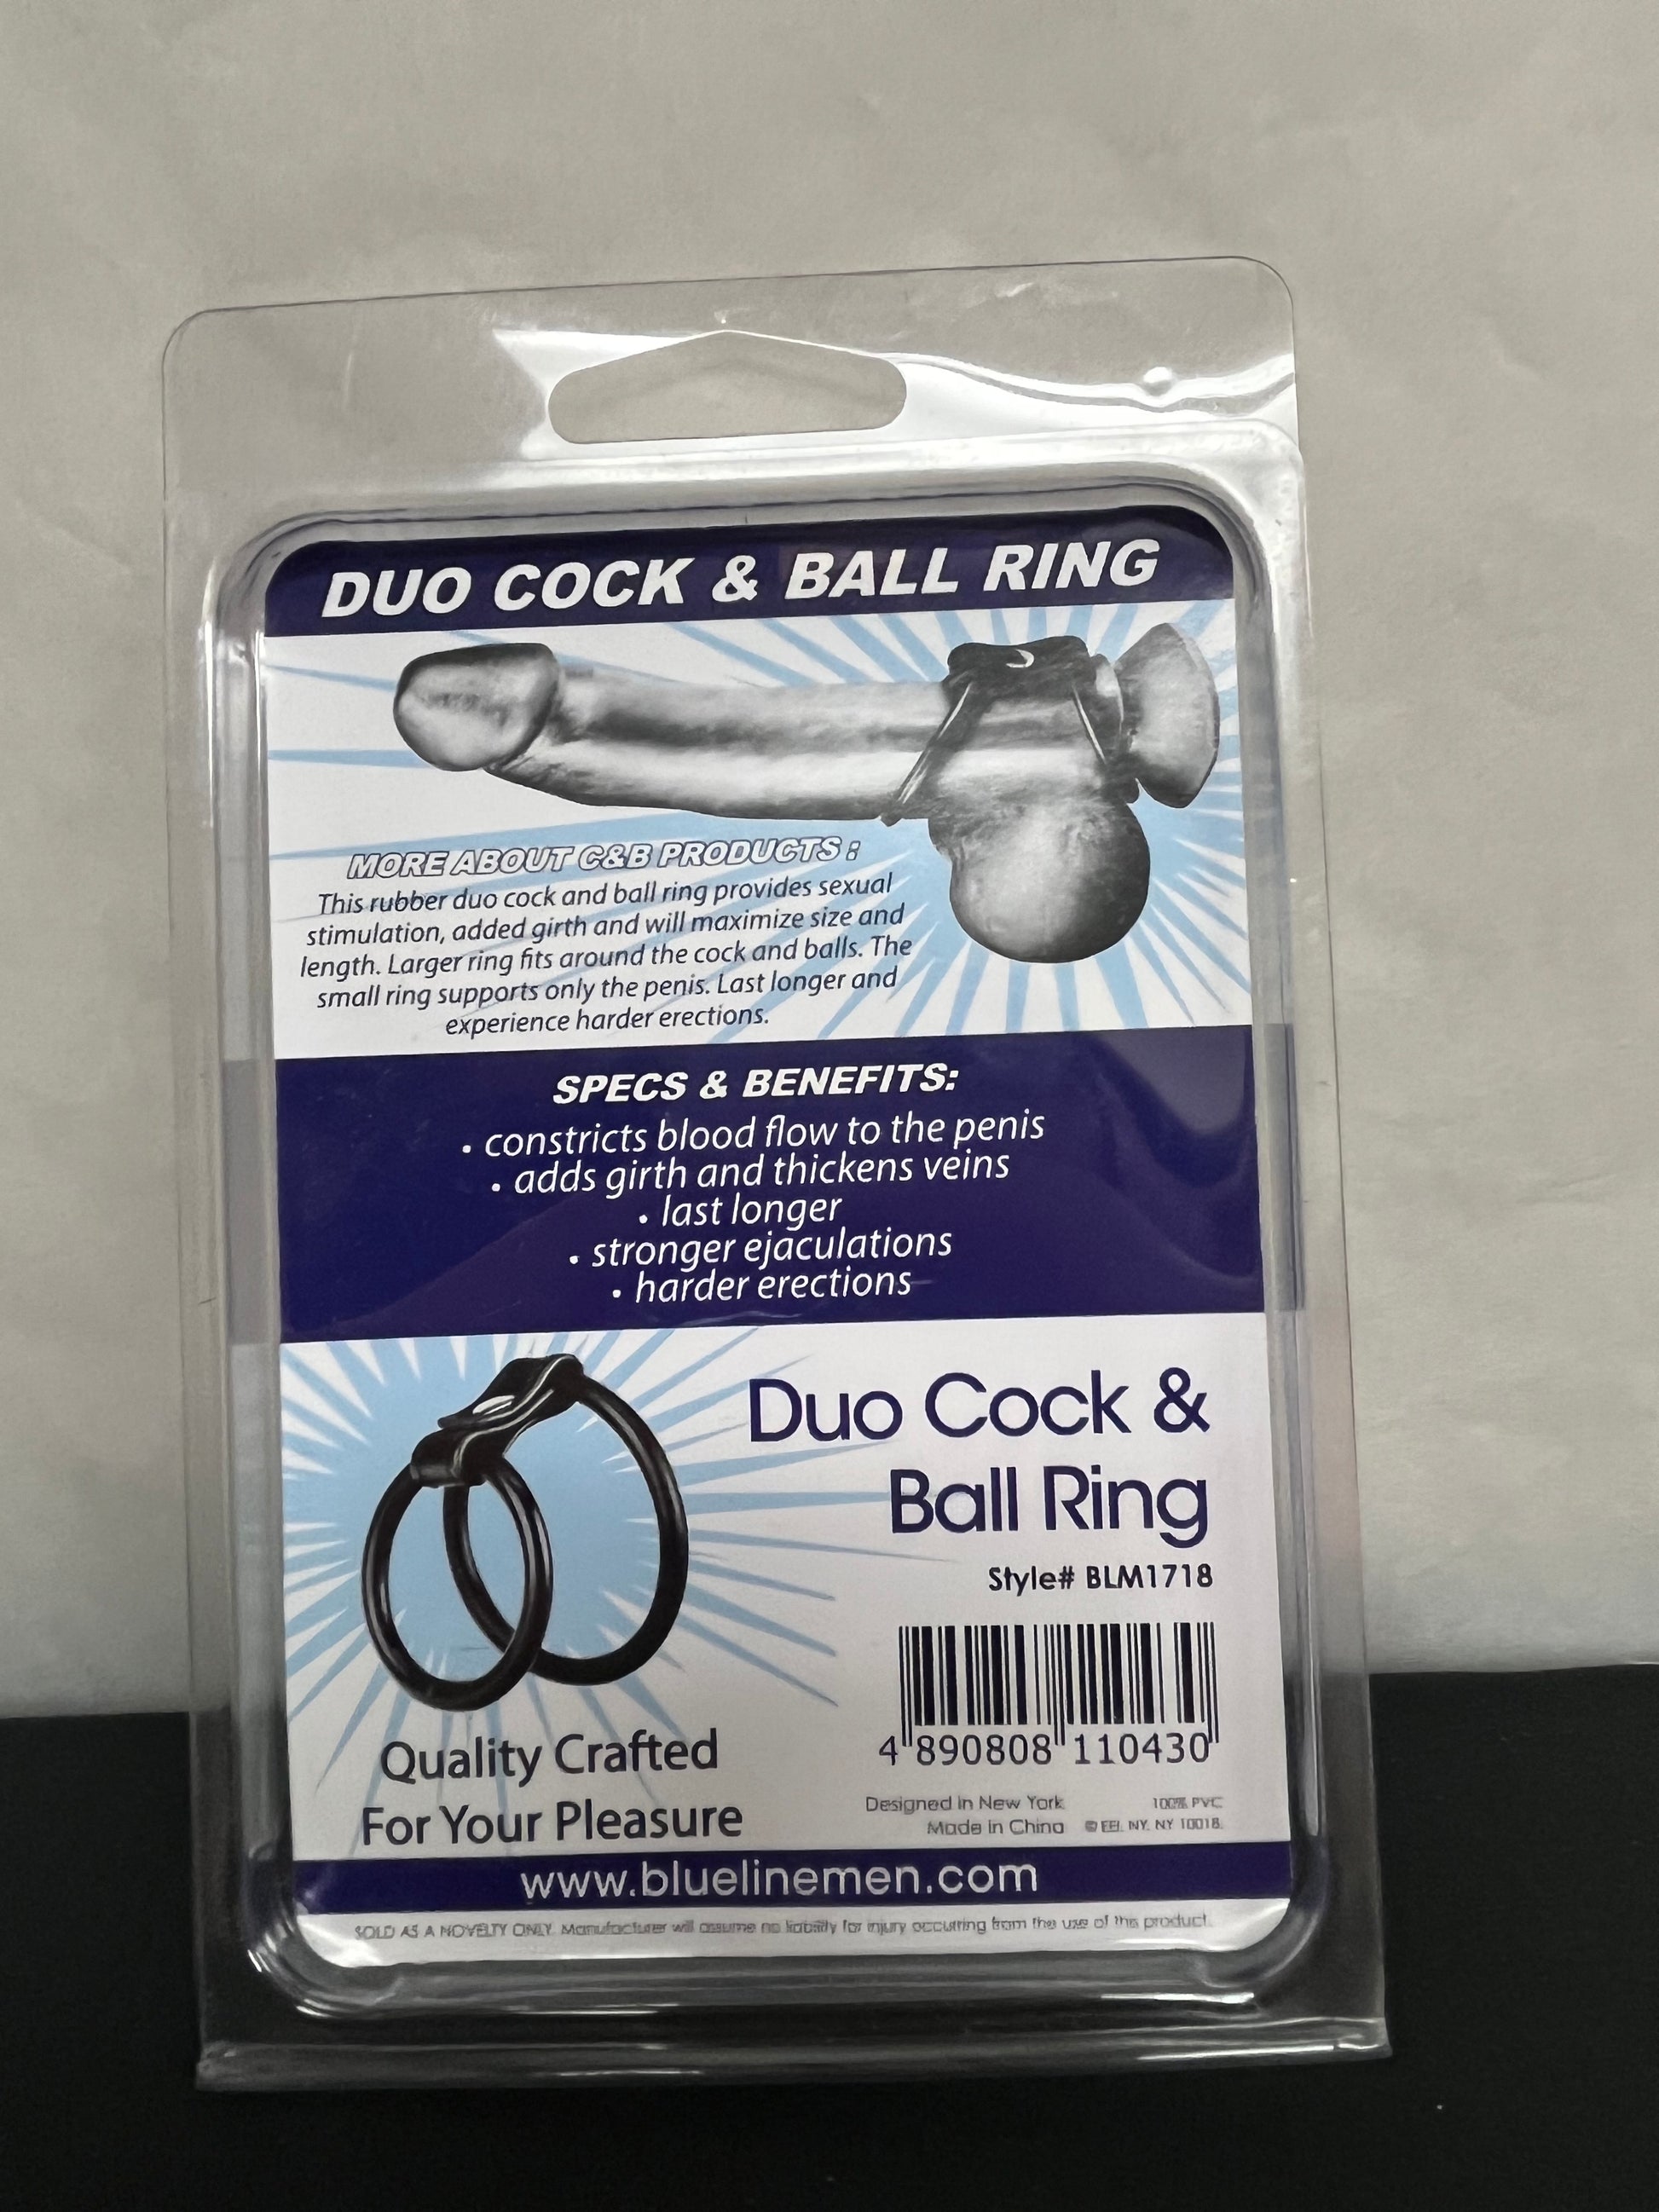 DUO COCK & BALL RING
MORE ABOUT C&B PRODUCTS :
This rubber duo cock and ball ring provides sexual
stimulation, added girth and will maximize size and
length. Larger ring fits around the cock and balls. The
small ring supports only the penis. Last longer and
experience harder erections.
SPECS & BENEFITS:
• constricts blood flow to the penis
• adds girth and thickens veins
• last longer
• stronger ejaculations
• harder erections
Duo Cock &
Ball Ring
Style# BLM1718
4 890808 110430
Quality Crafted
For Your Pleasure
Designed in New York 100% PVC
Made in China © EEI, NY, NY 10018.
www.bluelinemen.com
SOLD AS A NOVELTY ONLY. Manufacturer will assume no liability for injury occurring from the use of this product.